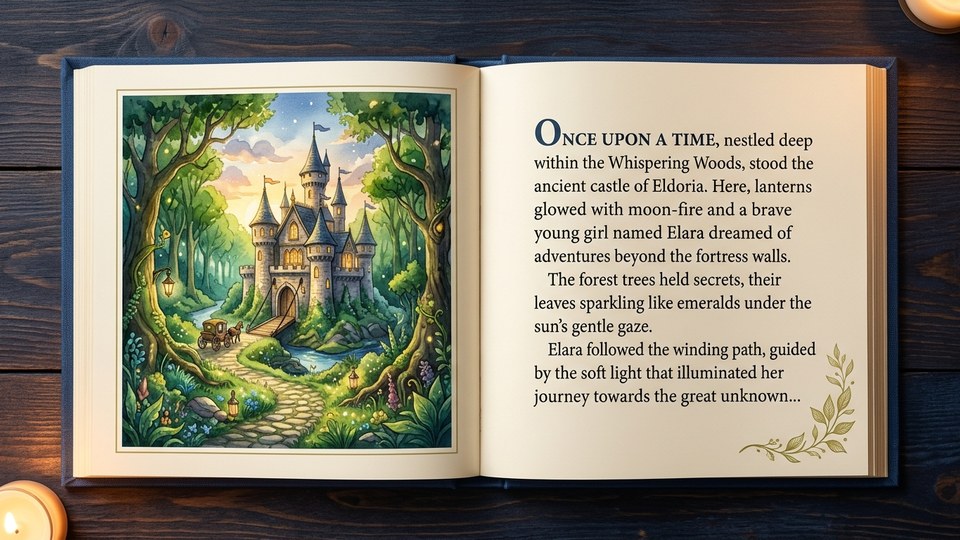 ONCE UPON A TIME, nestled deep
within the Whispering Woods, stood the
ancient castle of Eldoria. Here, lanterns
glowed with moon-fire and a brave
young girl named Elara dreamed of
adventures beyond the fortress walls.
The forest trees held secrets, their
leaves sparkling like emeralds under the
sun’s gentle gaze.
Elara followed the winding path, guided
by the soft light that illuminated her
journey towards the great unknown...